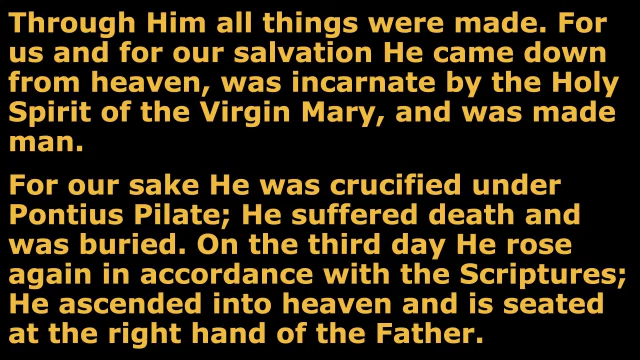 Through Him all things were made. For
us and for our salvation He came down
from heaven, was incarnate by the Holy
Spirit of the Virgin Mary, and was made
man.
For our sake He was crucified under
Pontius Pilate; He suffered death and
was buried. On the third day He rose
again in accordance with the Scriptures;
He ascended into heaven and is seated
at the right hand of the Father.